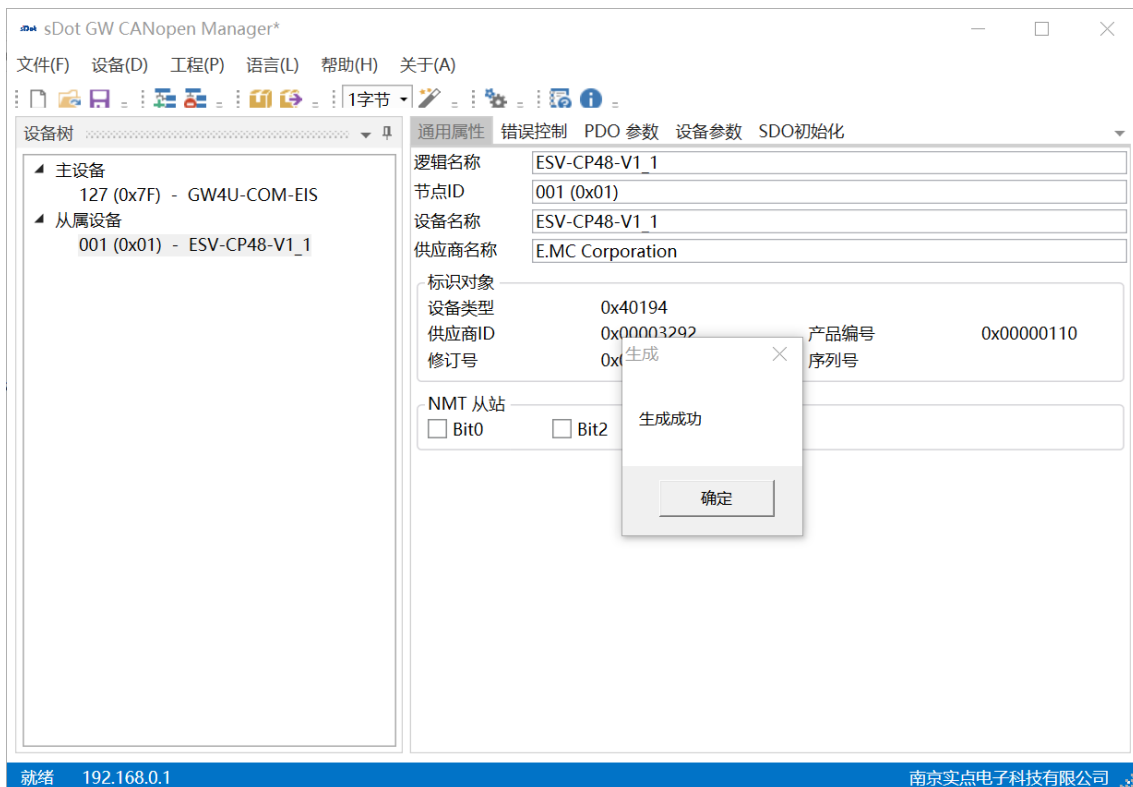 sDot sDot GW CANopen Manager*
文件(F) 设备(D) 工程(P) 语言(L) 帮助(H) 关于(A)
1字节
设备树
主设备
127 (0x7F) - GW4U-COM-EIS
从属设备
001 (0x01) - ESV-CP48-V1_1
通用属性 错误控制 PDO 参数 设备参数 SDO初始化
逻辑名称 ESV-CP48-V1_1
节点ID 001 (0x01)
设备名称 ESV-CP48-V1_1
供应商名称 E.MC Corporation
标识对象
设备类型 0x40194
供应商ID 0x00003292 产品编号 0x00000110
修订号 序列号
NMT 从站
Bit0 Bit2
生成
生成成功
确定
就绪 192.168.0.1 南京实点电子科技有限公司